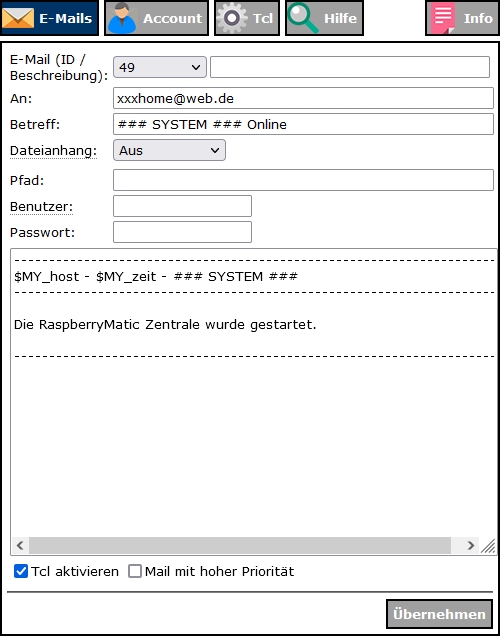 E-Mails Account Tcl Hilfe Info
E-Mail (ID / Beschreibung): 49
An: xxxhome@web.de
Betreff: ### SYSTEM ### Online
Dateianhang: Aus
Pfad:
Benutzer:
Passwort:
--------------------------------------------------------------
$MY_host - $MY_zeit - ### SYSTEM ###
--------------------------------------------------------------
Die RaspberryMatic Zentrale wurde gestartet.
--------------------------------------------------------------
Tcl aktivieren Mail mit hoher Priorität
Übernehmen